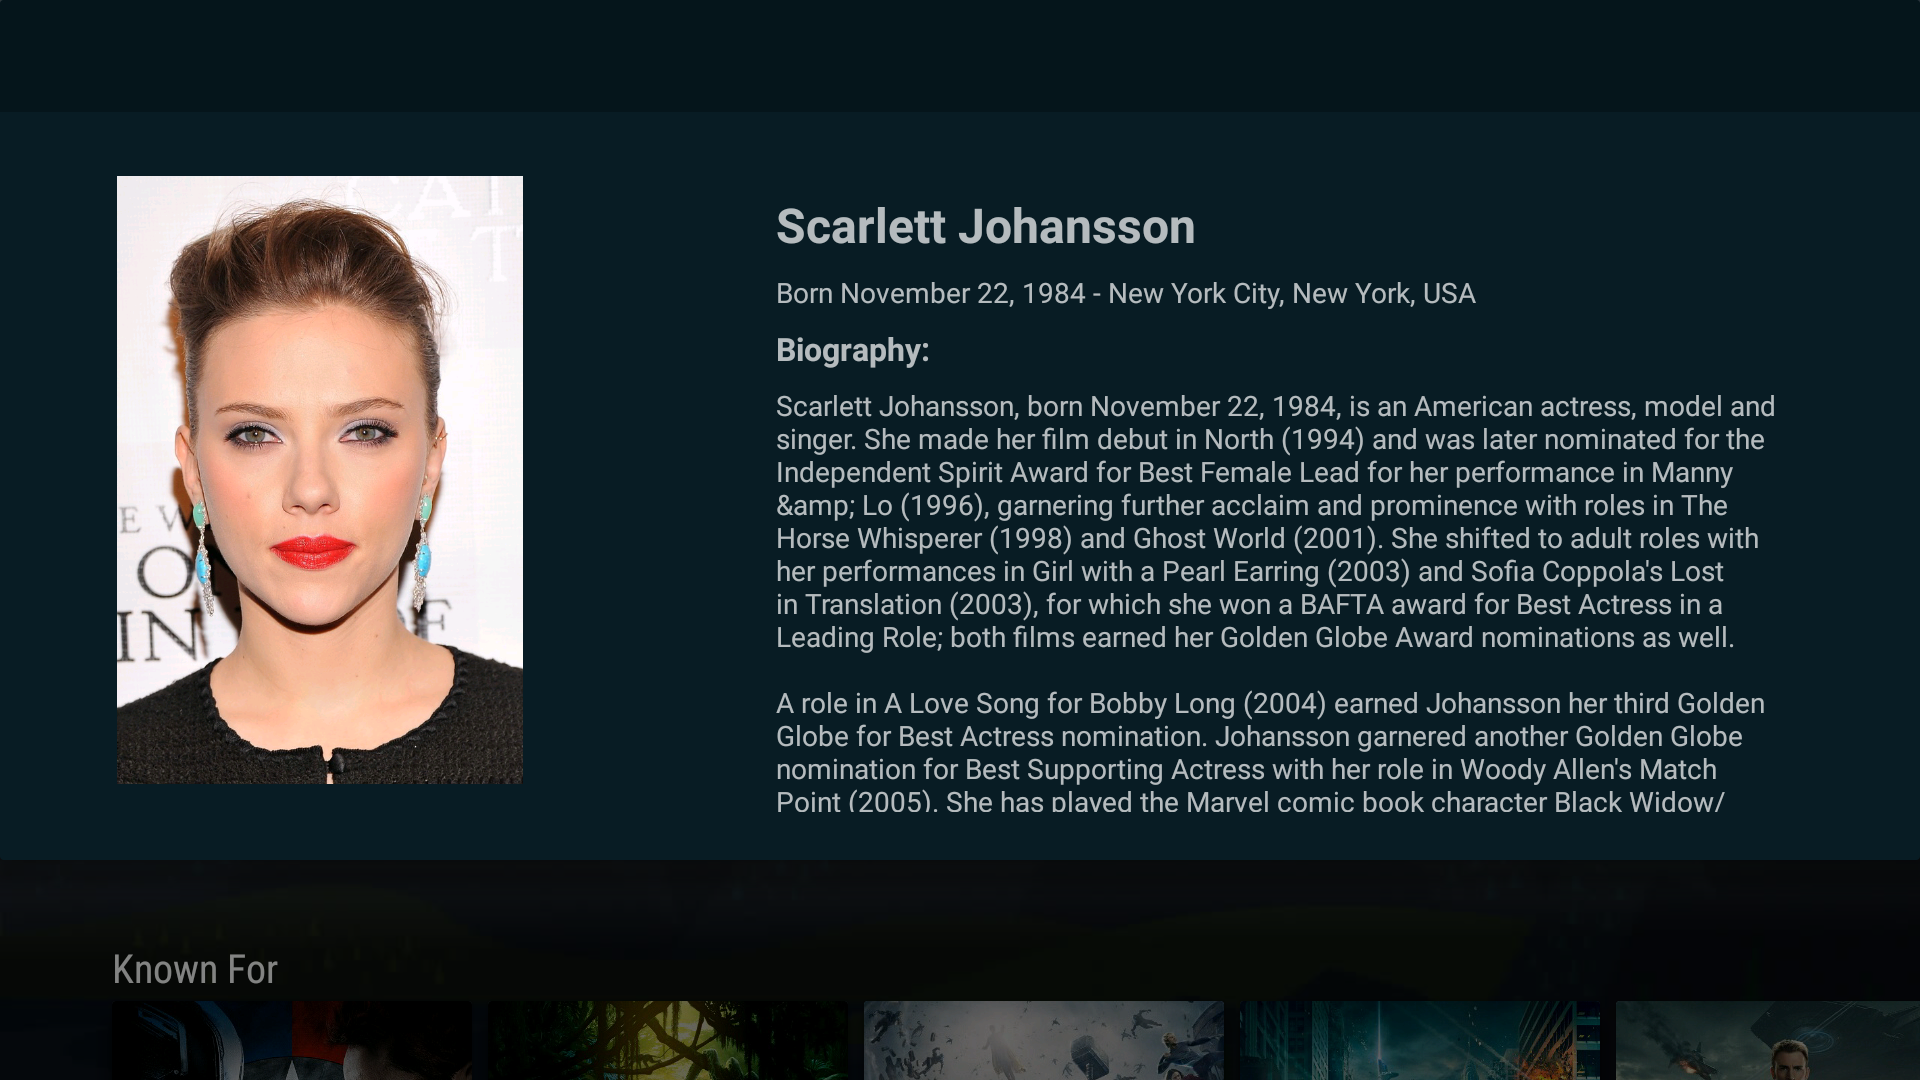 Scarlett Johansson
Born November 22, 1984 - New York City, New York, USA
Biography:
Scarlett Johansson, born November 22, 1984, is an American actress, model and
singer. She made her film debut in North (1994) and was later nominated for the
Independent Spirit Award for Best Female Lead for her performance in Manny
&amp; Lo (1996), garnering further acclaim and prominence with roles in The
Horse Whisperer (1998) and Ghost World (2001). She shifted to adult roles with
her performances in Girl with a Pearl Earring (2003) and Sofia Coppola's Lost
in Translation (2003), for which she won a BAFTA award for Best Actress in a
Leading Role; both films earned her Golden Globe Award nominations as well.
A role in A Love Song for Bobby Long (2004) earned Johansson her third Golden
Globe for Best Actress nomination. Johansson garnered another Golden Globe
nomination for Best Supporting Actress with her role in Woody Allen's Match
Point (2005). She has played the Marvel comic book character Black Widow/
Known For